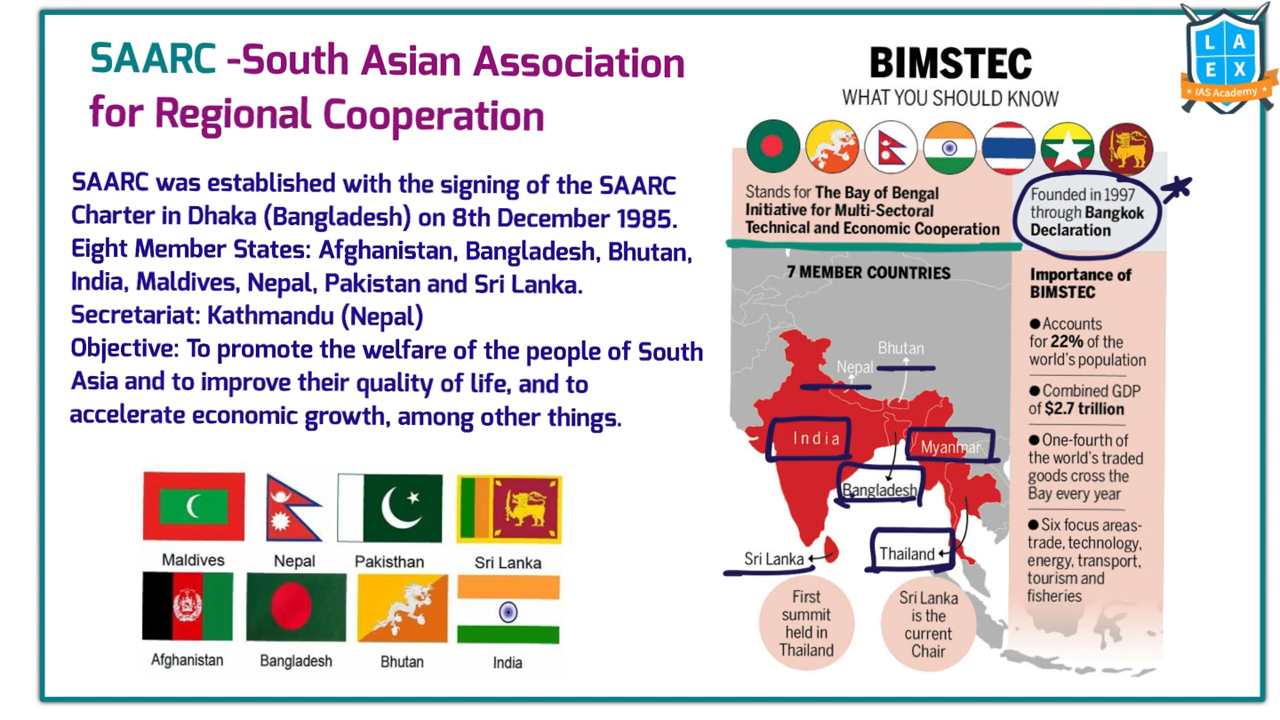 SAARC -South Asian Association
for Regional Cooperation
SAARC was established with the signing of the SAARC
Charter in Dhaka (Bangladesh) on 8th December 1985.
Eight Member States: Afghanistan, Bangladesh, Bhutan,
India, Maldives, Nepal, Pakistan and Sri Lanka.
Secretariat: Kathmandu (Nepal)
Objective: To promote the welfare of the people of South
Asia and to improve their quality of life, and to
accelerate economic growth, among other things.
Maldives
Nepal
Pakisthan
Sri Lanka
Afghanistan
Bangladesh
Bhutan
India
BIMSTEC
WHAT YOU SHOULD KNOW
Stands for The Bay of Bengal
Initiative for Multi-Sectoral
Technical and Economic Cooperation
Founded in 1997
through Bangkok
Declaration
7 MEMBER COUNTRIES
Bhutan
Nepal
India
Myanmar
Bangladesh
Sri Lanka
Thailand
First
summit
held in
Thailand
Sri Lanka
is the
current
Chair
Importance of
BIMSTEC
● Accounts
for 22% of the
world's population
● Combined GDP
of $2.7 trillion
● One-fourth of
the world's traded
goods cross the
Bay every year
● Six focus areas-
trade, technology,
energy, transport,
tourism and
fisheries
L A
E X
IAS Academy